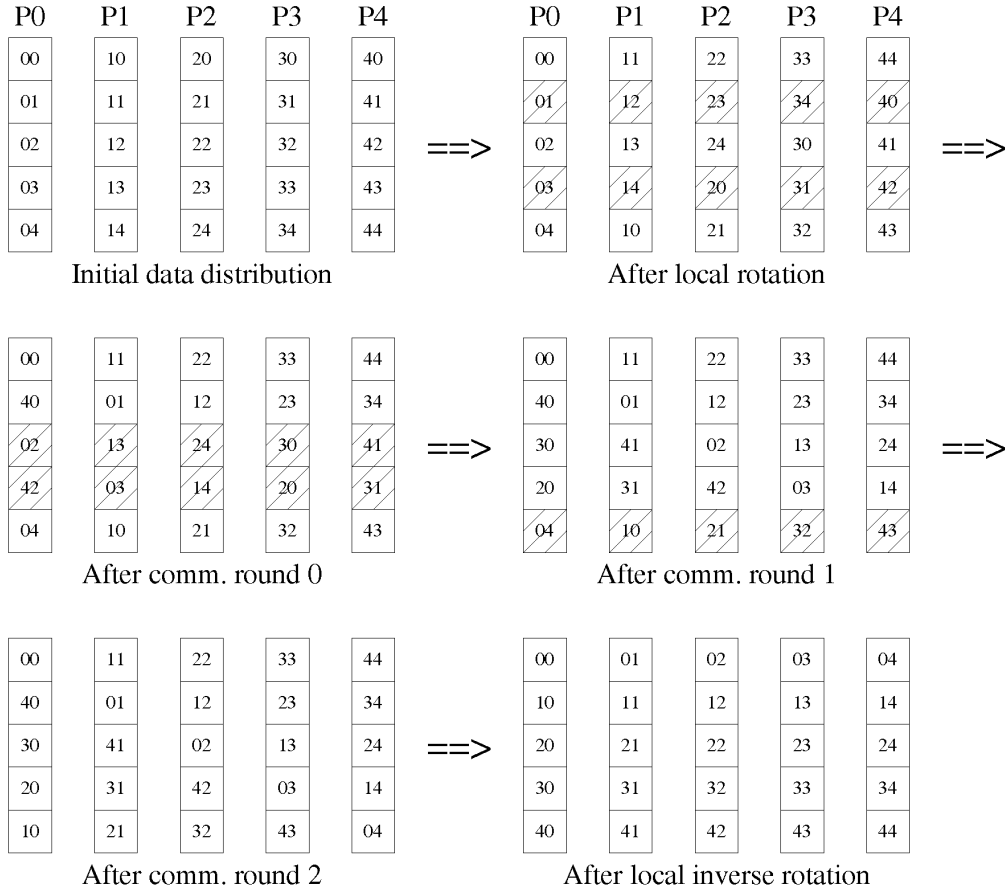 P0 P1 P2 P3 P4 P0 P1 P2 P3 P4
00 10 20 30 40 00 11 22 33 44
01 11 21 31 41 01 12 23 34 40
02 12 22 32 42 ==> 02 13 24 30 41 ==>
03 13 23 33 43 03 14 20 31 42
04 14 24 34 44 04 10 21 32 43
Initial data distribution After local rotation
00 11 22 33 44 00 11 22 33 44
40 01 12 23 34 40 01 12 23 34
02 13 24 30 41 ==> 30 41 02 13 24 ==>
42 03 14 20 31 20 31 42 03 14
04 10 21 32 43 04 10 21 32 43
After comm. round 0 After comm. round 1
00 11 22 33 44 00 01 02 03 04
40 01 12 23 34 10 11 12 13 14
30 41 02 13 24 ==> 20 21 22 23 24
20 31 42 03 14 30 31 32 33 34
10 21 32 43 04 40 41 42 43 44
After comm. round 2 After local inverse rotation